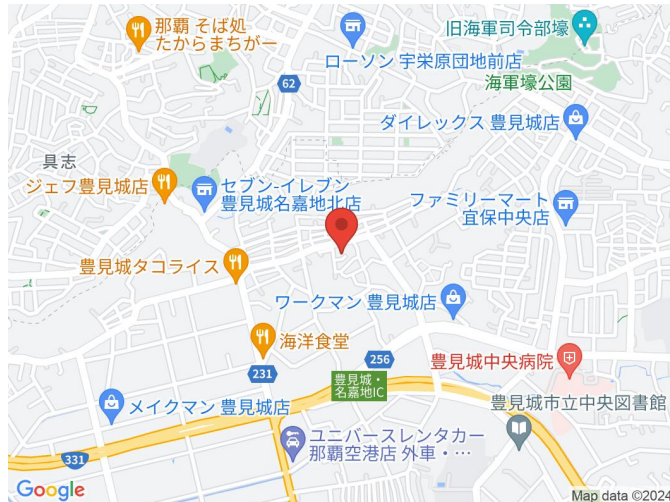 那覇 そば処
たからまちがー
ローソン 宇栄原団地前店
旧海軍司令部壕
海軍壕公園
62
ダイレックス 豊見城店
具志
ジェフ豊見城店
セブン-イレブン
豊見城名嘉地北店
ファミリーマート
宜保中央店
豊見城タコライス
ワークマン 豊見城店
海洋食堂
256
231
豊見城・
名嘉地IC
豊見城中央病院
メイクマン 豊見城店
豊見城市立中央図書館
ユニバースレンタカー
那覇空港店 外車・…
331
Google
Map data ©2024